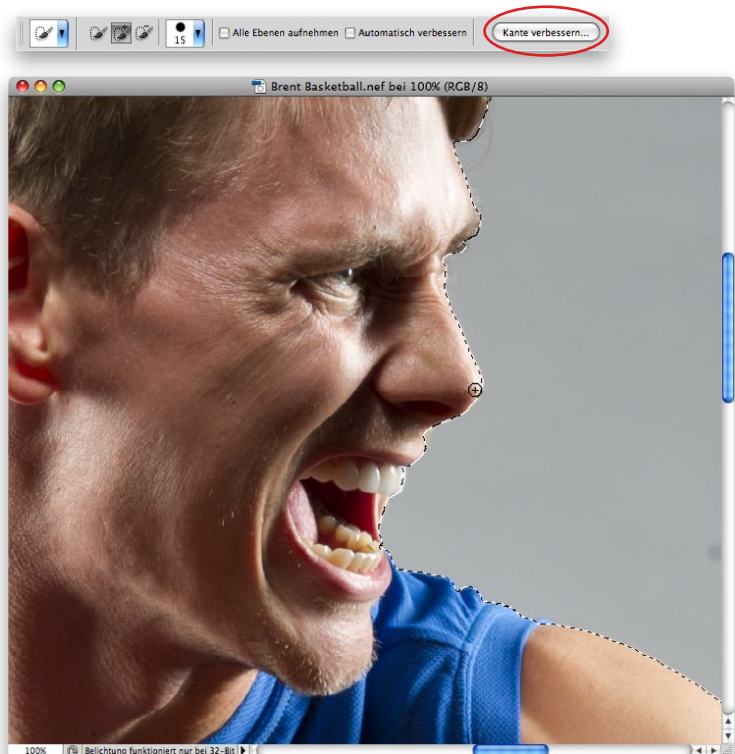 15
Alle Ebenen aufnehmen Automatisch verbessern Kante verbessern...
Brent Basketball.nef bei 100% (RGB/8)
100% Belichtung funktioniert nur bei 32-Bit